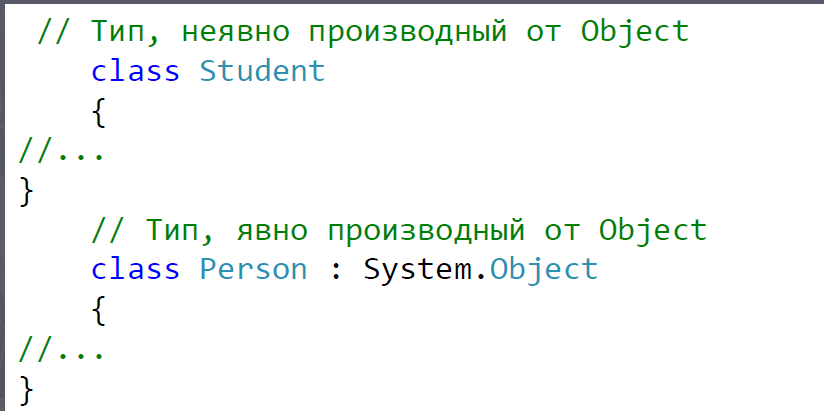 // Тип, неявно производный от Object
class Student
{
//...
}
// Тип, явно производный от Object
class Person : System.Object
{
//...
}